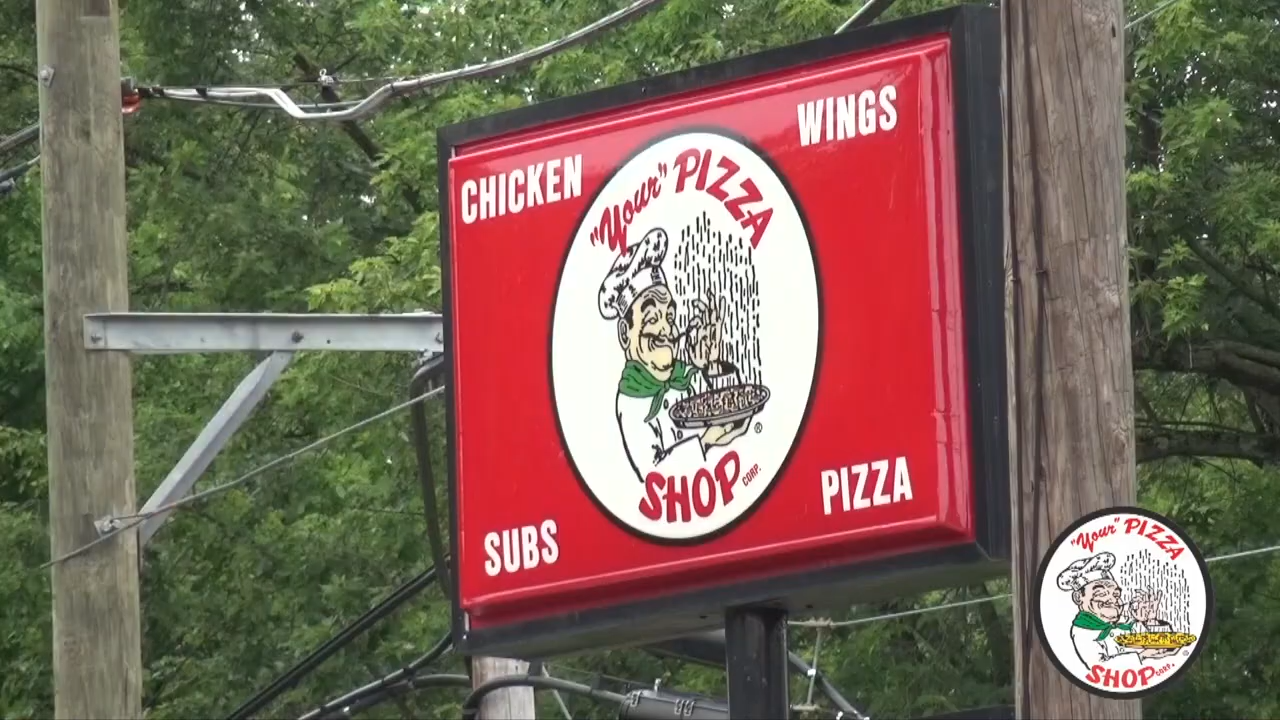 WINGS
CHICKEN
"Your" PIZZA
SHOP CORP.
®
PIZZA
SUBS
"Your" PIZZA
SHOP CORP.